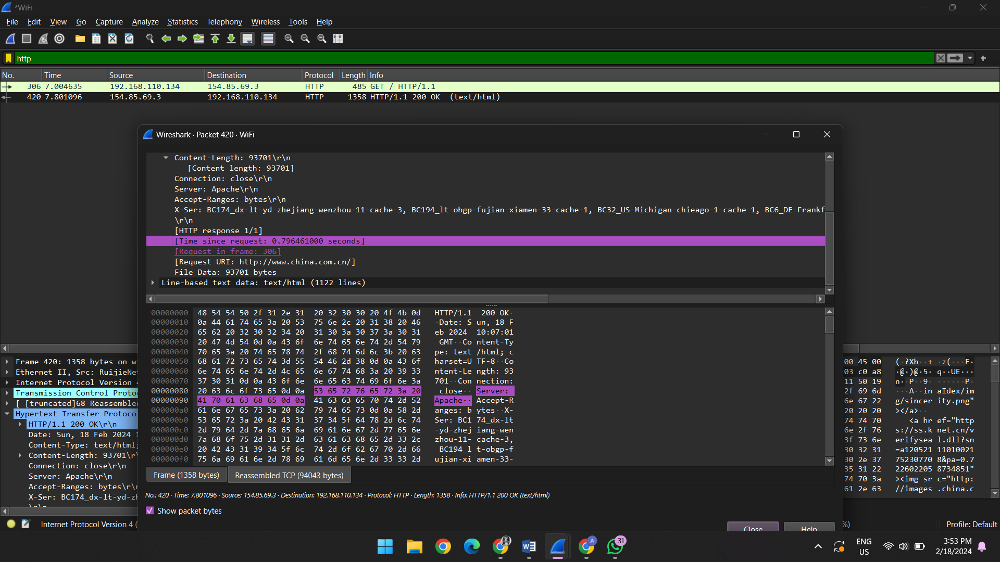 *WiFi
File Edit View Go Capture Analyze Statistics Telephony Wireless Tools Help
http
No. Time Source Destination Protocol Length Info
306 7.004635 192.168.110.134 154.85.69.3 HTTP 485 GET / HTTP/1.1
420 7.801096 154.85.69.3 192.168.110.134 HTTP 1358 HTTP/1.1 200 OK (text/html)
Wireshark · Packet 420 · WiFi
Content-Length: 93701\r\n
[Content length: 93701]
Connection: close\r\n
Server: Apache\r\n
Accept-Ranges: bytes\r\n
X-Ser: BC174_dx-lt-yd-zhejiang-wenzhou-11-cache-3, BC194_lt-obgp-fujian-xiamen-33-cache-1, BC32_US-Michigan-chieago-1-cache-1, BC6_DE-Frankf
\r\n
[HTTP response 1/1]
[Time since request: 0.796461000 seconds]
[Request in frame: 306]
[Request URI: http://www.china.com.cn/]
File Data: 93701 bytes
Line-based text data: text/html (1122 lines)
00000000 48 54 54 50 2f 31 2e 31 20 32 30 30 20 4f 4b 0d HTTP/1.1 200 OK·
00000010 0a 44 61 74 65 3a 20 53 75 6e 2c 20 31 38 20 46 ·Date: S un, 18 F
00000020 65 62 20 32 30 32 34 20 31 30 3a 30 37 3a 30 31 eb 2024 10:07:01
00000030 20 47 4d 54 0d 0a 43 6f 6e 74 65 6e 74 2d 54 79 GMT··Co ntent-Ty
00000040 70 65 3a 20 74 65 78 74 2f 68 74 6d 6c 3b 20 63 pe: text /html; c
00000050 68 61 72 73 65 74 3d 55 54 46 2d 38 0d 0a 43 6f harset=U TF-8··Co
00000060 6e 74 65 6e 74 2d 4c 65 6e 67 74 68 3a 20 39 33 ntent-Le ngth: 93
00000070 37 30 31 0d 0a 43 6f 6e 6e 65 63 74 69 6f 6e 3a 701··Con nection:
00000080 20 63 6c 6f 73 65 0d 0a 53 65 72 76 65 72 3a 20 close·· Server:
00000090 41 70 61 63 68 65 0d 0a 41 63 63 65 70 74 2d 52 Apache·· Accept-R
000000a0 61 6e 67 65 73 3a 20 62 79 74 65 73 0d 0a 58 2d anges: b ytes··X-
000000b0 53 65 72 3a 20 42 43 31 37 34 5f 64 78 2d 6c 74 Ser: BC1 74_dx-lt
000000c0 2d 79 64 2d 7a 68 65 6a 69 61 6e 67 2d 77 65 6e -yd-zhej iang-wen
000000d0 7a 68 6f 75 2d 31 31 2d 63 61 63 68 65 2d 33 2c zhou-11- cache-3,
000000e0 20 42 43 31 39 34 5f 6c 74 2d 6f 62 67 70 2d 66 BC194_l t-obgp-f
000000f0 75 6a 69 61 6e 2d 78 69 61 6d 65 6e 2d 33 33 2d ujian-xi amen-33-
Frame (1358 bytes) Reassembled TCP (94043 bytes)
No.: 420 · Time: 7.801096 · Source: 154.85.69.3 · Destination: 192.168.110.134 · Protocol: HTTP · Length: 1358 · Info: HTTP/1.1 200 OK (text/html)
Show packet bytes
Close Help
Frame 420: 1358 bytes on w
Ethernet II, Src: RuijieNe
Internet Protocol Version
Transmission Control Proto
[ [truncated]68 Reassemble
Hypertext Transfer Protoco
HTTP/1.1 200 OK\r\n
Date: Sun, 18 Feb 2024 1
Content-Type: text/html;
Content-Length: 93701\r\
Connection: close\r\n
Server: Apache\r\n
Accept-Ranges: bytes\r\
X-Ser: BC174_dx-lt-yd-zh
\r\n
00 45 00 ( ·?Xb··+ ·z(···E·
03 c0 a8 ·@·)@·5· q··UE···
11 50 19 n··P··9· ······P·
2f 69 6d ···A··in aIdex/im
6e 67 22 g/sincer ity.png"
20 20 20 ></a>··
74 74 70 <a hr ef="http
6e 2f 76 s://ss.k net.cn/v
3f 73 6e erifysea l.dll?sn
30 32 31 =a120521 11010021
30 2e 37 75230770 8&pa=0.7
35 31 22 22602205 8734851"
74 70 3a ><img sr c="http:
61 2e 63 //images .china.c
Internet Protocol Version 4 ( %) Profile: Default
A
31
ENG
US
3:53 PM
2/18/2024